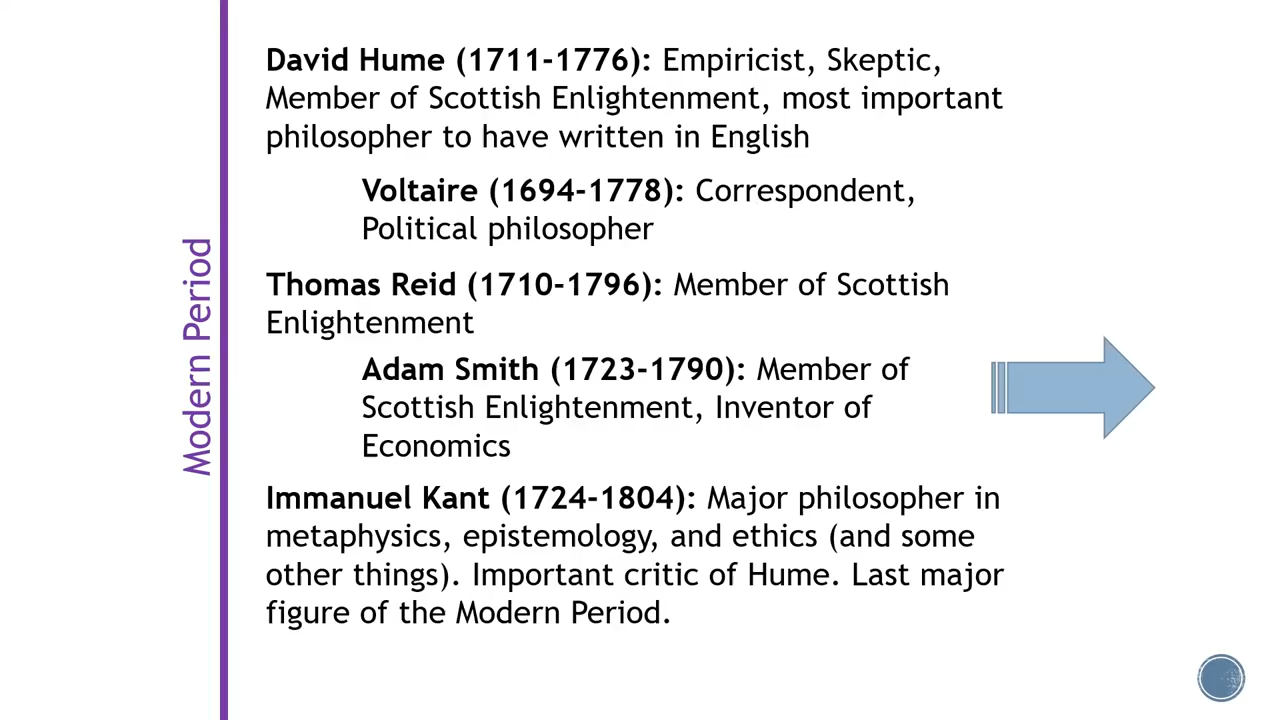 David Hume (1711-1776): Empiricist, Skeptic,
Member of Scottish Enlightenment, most important
philosopher to have written in English
Voltaire (1694-1778): Correspondent,
Political philosopher
Thomas Reid (1710-1796): Member of Scottish
Enlightenment
Adam Smith (1723-1790): Member of
Scottish Enlightenment, Inventor of
Economics
Immanuel Kant (1724-1804): Major philosopher in
metaphysics, epistemology, and ethics (and some
other things). Important critic of Hume. Last major
figure of the Modern Period.
Modern Period